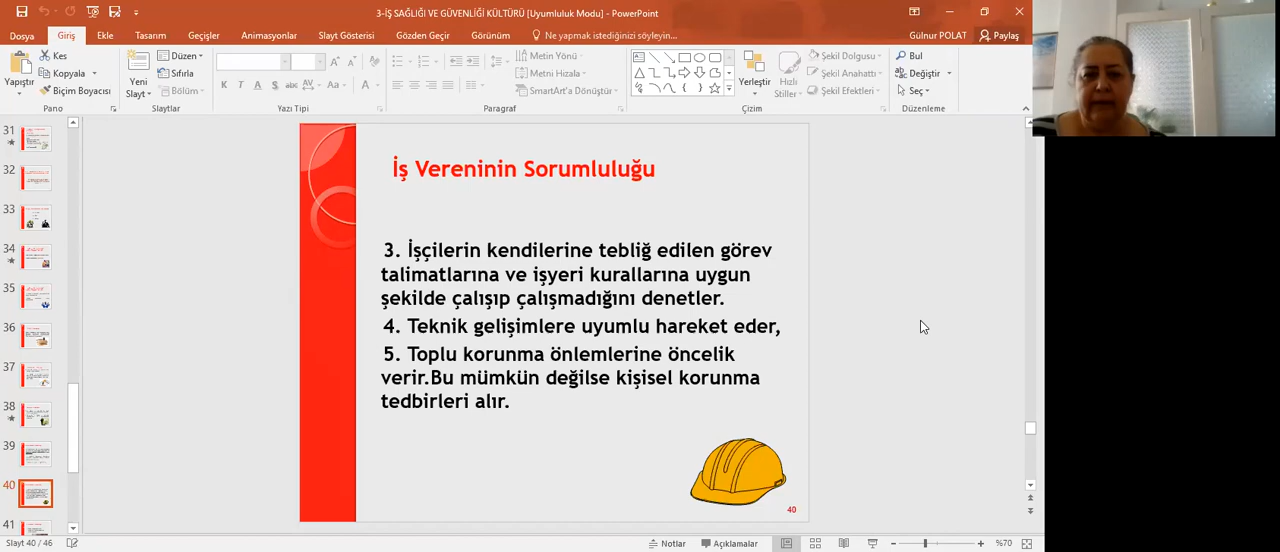 3-İŞ SAĞLIĞI VE GÜVENLİĞİ KÜLTÜRÜ [Uyumluluk Modu] - PowerPoint
Dosya Giriş Ekle Tasarım Geçişler Animasyonlar Slayt Gösterisi Gözden Geçir Görünüm Ne yapmak istediğinizi söyleyin... Gülnur POLAT Paylaş
Yapıştır
Kes
Kopyala
Biçim Boyacısı
Pano
Yeni
Slayt
Düzen
Sıfırla
Bölüm
Slaytlar
K T A S abc AV Aa A
Yazı Tipi
Metin Yönü
Metni Hizala
SmartArt'a Dönüştür
Paragraf
Yerleştir
Hızlı
Stiller
Şekil Dolgusu
Şekil Anahattı
Şekil Efektleri
Çizim
Bul
Değiştir
Seç
Düzenleme
31
32
33
34
35
36
37
38
39
40
41
İş Vereninin Sorumluluğu
3. İşçilerin kendilerine tebliğ edilen görev
talimatlarına ve işyeri kurallarına uygun
şekilde çalışıp çalışmadığını denetler.
4. Teknik gelişimlere uyumlu hareket eder,
5. Toplu korunma önlemlerine öncelik
verir.Bu mümkün değilse kişisel korunma
tedbirleri alır.
40
Slayt 40 / 46 Notlar Açıklamalar %70